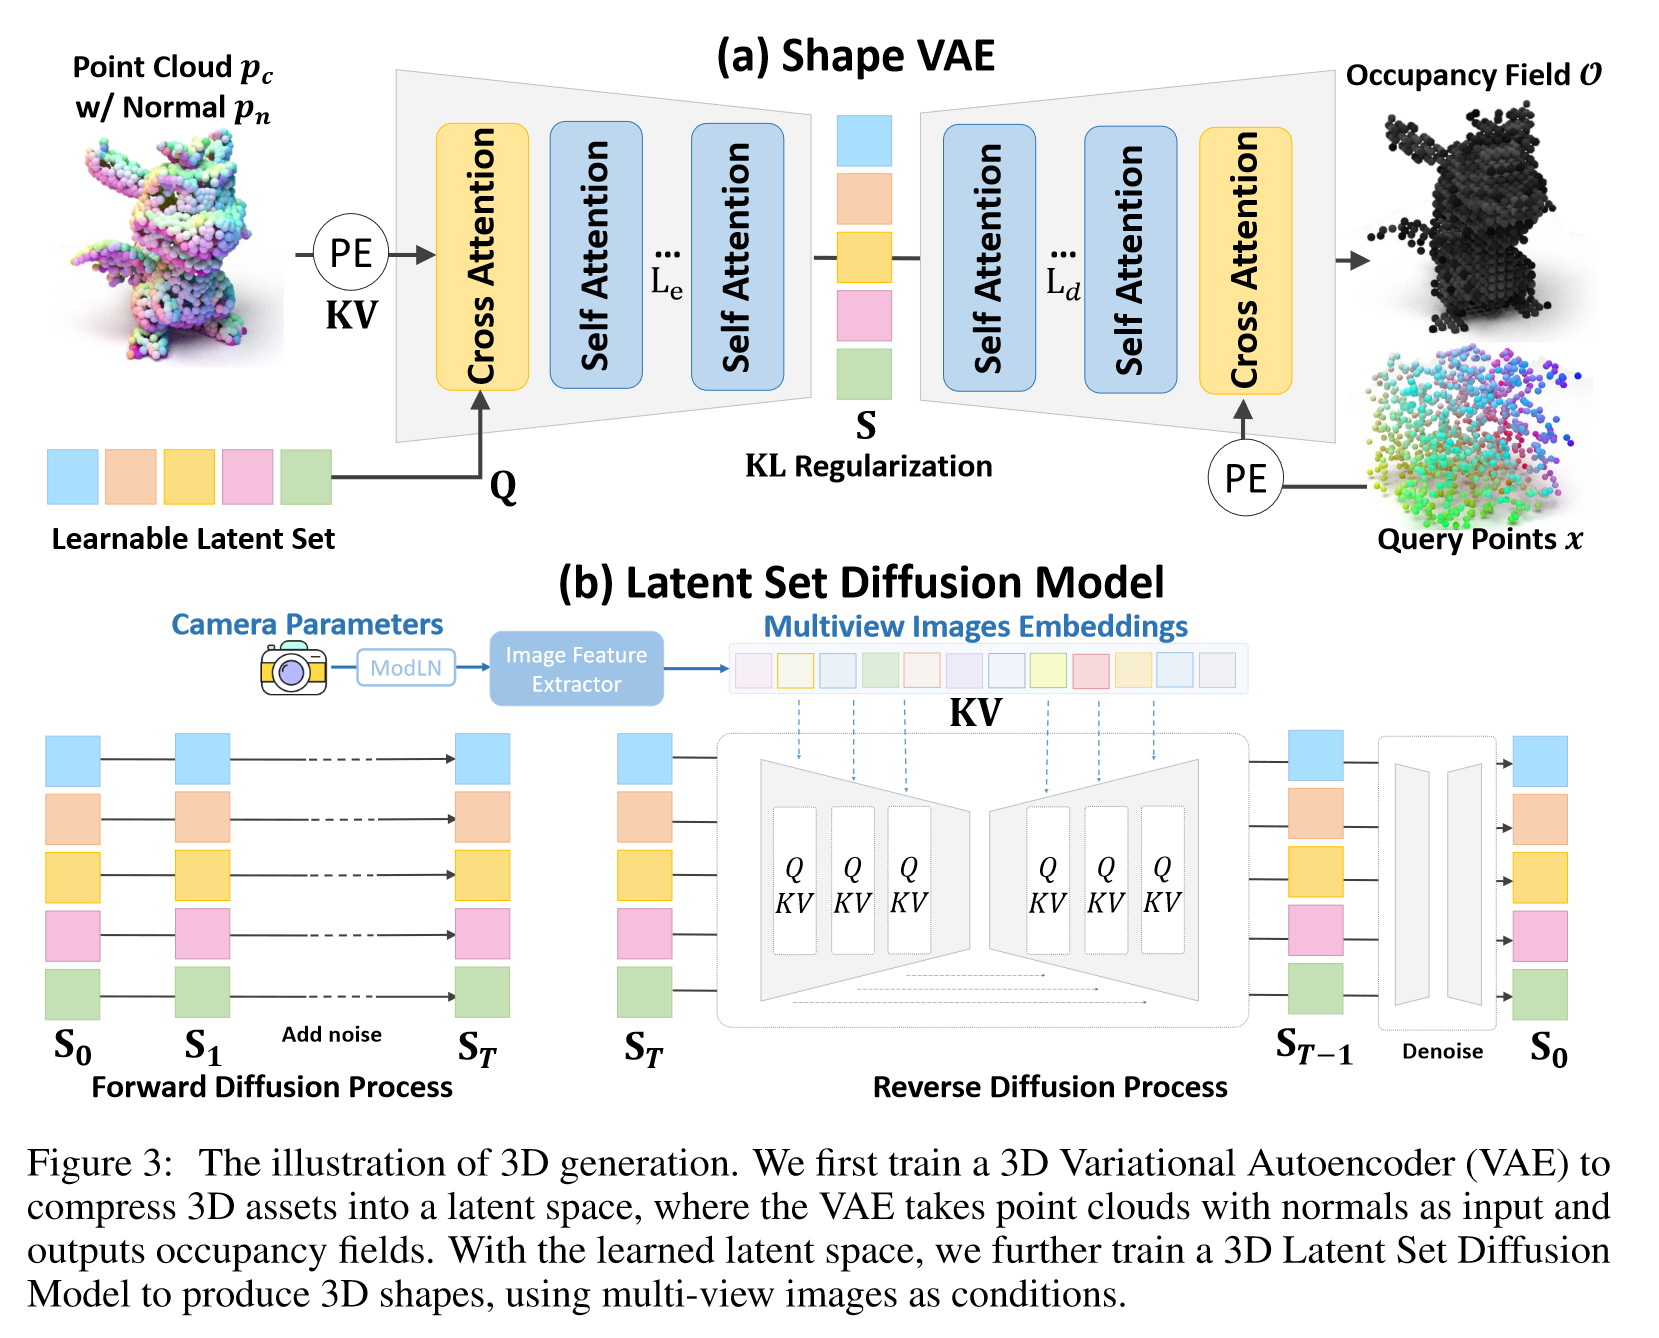 (a) Shape VAE
Point Cloud p_c
w/ Normal p_n
PE
KV
Cross Attention
Self Attention
...
L_e
Self Attention
S
KL Regularization
Self Attention
...
L_d
Self Attention
Cross Attention
Occupancy Field 𝒪
PE
Query Points x
Q
Learnable Latent Set
(b) Latent Set Diffusion Model
Camera Parameters
ModLN
Image Feature
Extractor
Multiview Images Embeddings
KV
Q
KV
Q
KV
Q
KV
Q
KV
Q
KV
Q
KV
S_0
S_1
Add noise
S_T
Forward Diffusion Process
S_T
Reverse Diffusion Process
S_{T−1}
Denoise
S_0
Figure 3: The illustration of 3D generation. We first train a 3D Variational Autoencoder (VAE) to
compress 3D assets into a latent space, where the VAE takes point clouds with normals as input and
outputs occupancy fields. With the learned latent space, we further train a 3D Latent Set Diffusion
Model to produce 3D shapes, using multi-view images as conditions.